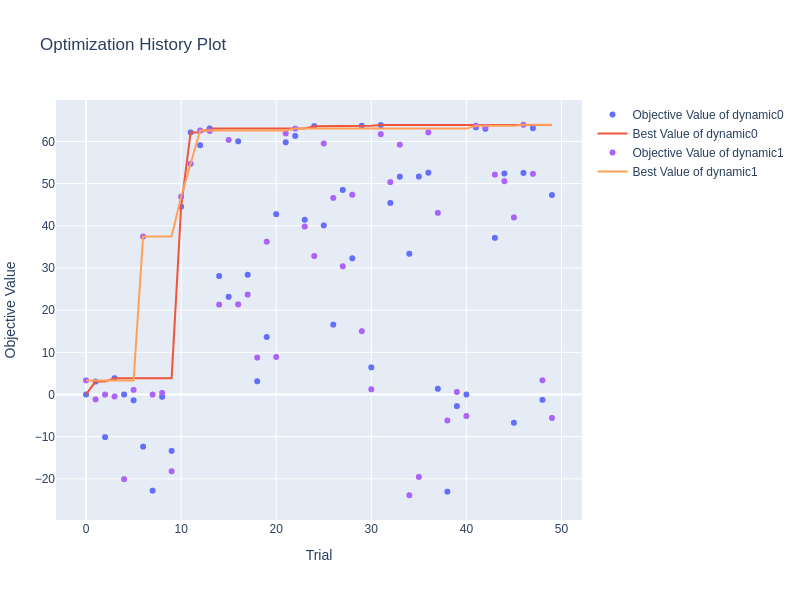 Optimization History Plot
Objective Value of dynamic0
Best Value of dynamic0
Objective Value of dynamic1
Best Value of dynamic1
60
50
40
30
20
10
0
−10
−20
Objective Value
0 10 20 30 40 50
Trial